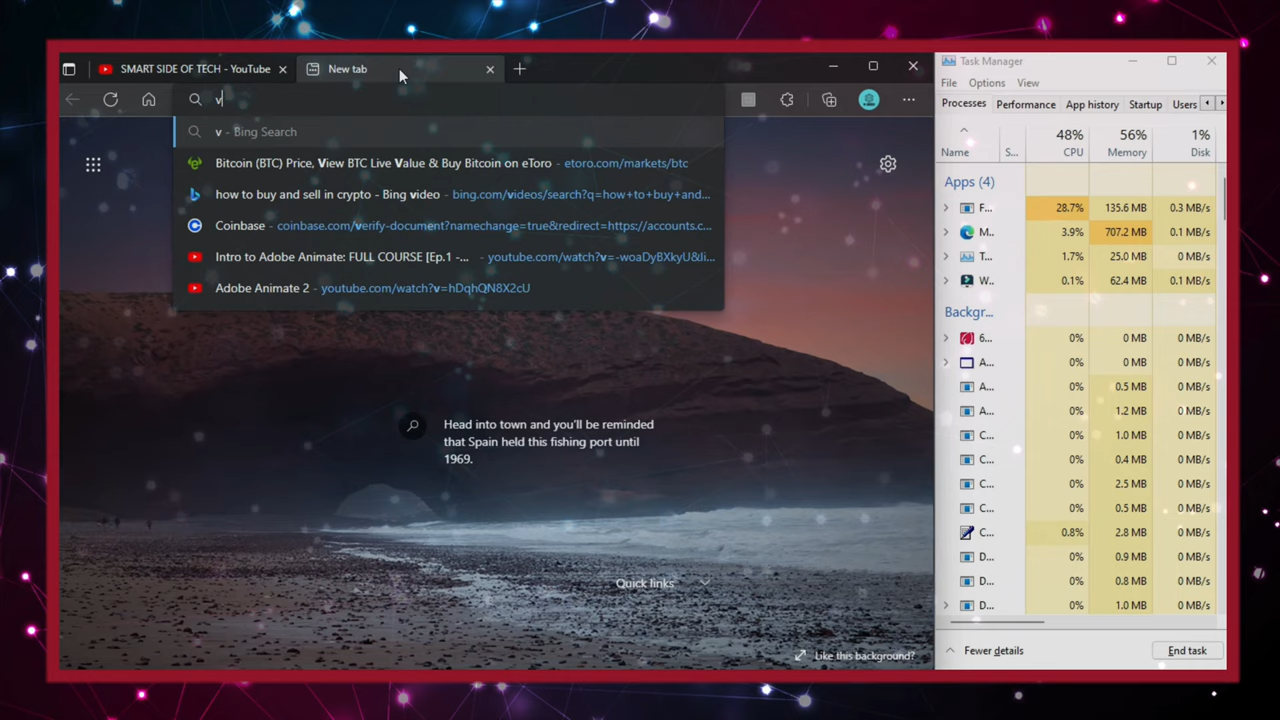 SMART SIDE OF TECH - YouTube
New tab
v
v - Bing Search
Bitcoin (BTC) Price, View BTC Live Value & Buy Bitcoin on eToro - etoro.com/markets/btc
how to buy and sell in crypto - Bing video - bing.com/videos/search?q=how+to+buy+and...
Coinbase - coinbase.com/verify-document?namechange=true&redirect=https://accounts.c...
Intro to Adobe Animate: FULL COURSE [Ep.1 -... - youtube.com/watch?v=-woaDyBXkyU&li...
Adobe Animate 2 - youtube.com/watch?v=hDqhQN8X2cU
Head into town and you'll be reminded
that Spain held this fishing port until
1969.
Quick links
Like this background?
Task Manager
File Options View
Processes Performance App history Startup Users
48% 56% 1%
Name S... CPU Memory Disk
Apps (4)
F... 28.7% 135.6 MB 0.3 MB/s
M... 3.9% 707.2 MB 0.1 MB/s
T... 1.7% 25.0 MB 0 MB/s
W... 0.1% 62.4 MB 0.1 MB/s
Backgr...
6... 0% 0 MB 0 MB/s
A... 0% 0 MB 0 MB/s
A... 0% 0.5 MB 0 MB/s
A... 0% 1.2 MB 0 MB/s
C... 0% 1.0 MB 0 MB/s
C... 0% 0.4 MB 0 MB/s
C... 0% 2.5 MB 0 MB/s
C... 0% 0.5 MB 0 MB/s
C... 0.8% 2.8 MB 0 MB/s
D... 0% 0.9 MB 0 MB/s
D... 0% 0.8 MB 0 MB/s
D... 0% 1.0 MB 0 MB/s
Fewer details
End task